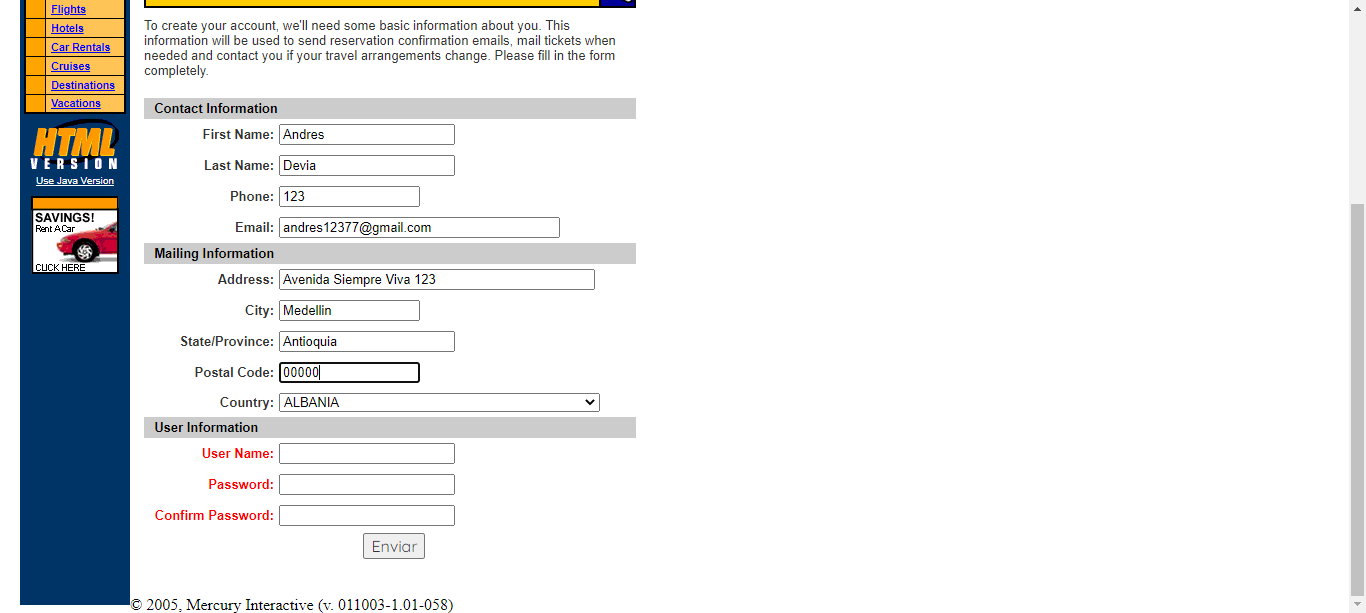 Flights
Hotels
Car Rentals
Cruises
Destinations
Vacations
HTML
VERSION
Use Java Version
SAVINGS!
Rent A Car
CLICK HERE
To create your account, we'll need some basic information about you. This
information will be used to send reservation confirmation emails, mail tickets when
needed and contact you if your travel arrangements change. Please fill in the form
completely.
Contact Information
First Name: Andres
Last Name: Devia
Phone: 123
Email: andres12377@gmail.com
Mailing Information
Address: Avenida Siempre Viva 123
City: Medellin
State/Province: Antioquia
Postal Code: 00000
Country: ALBANIA
User Information
User Name:
Password:
Confirm Password:
Enviar
© 2005, Mercury Interactive (v. 011003-1.01-058)